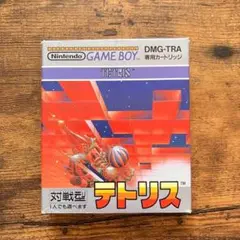 Nintendo GAME BOY
DMG-TRA
専用カートリッジ
TETRIS
対戦型
1人でも遊べます
テトリス